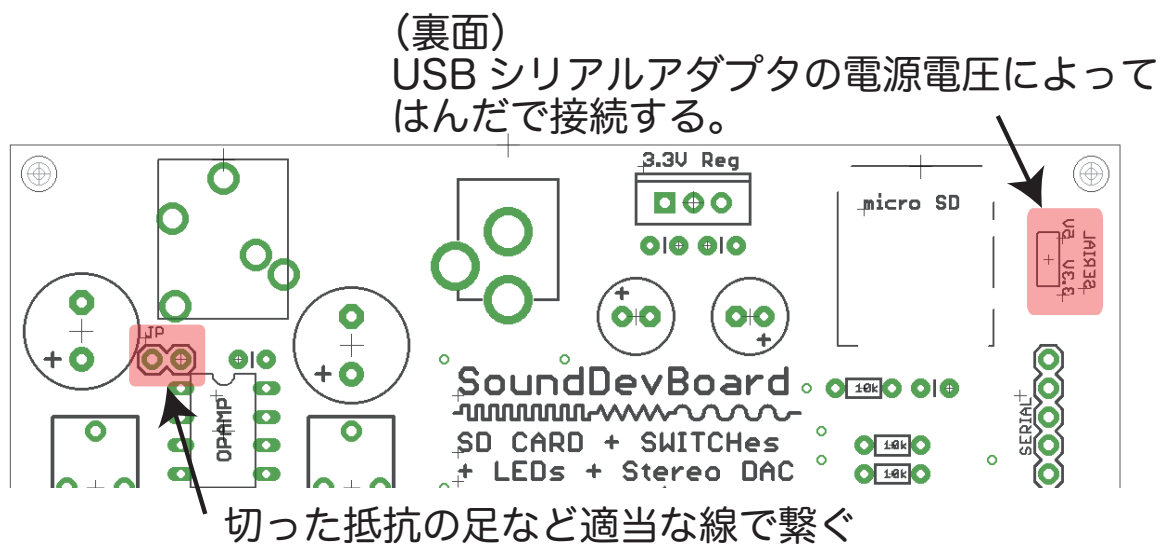 （裏面）
USB シリアルアダプタの電源電圧によって
はんだで接続する。
3.3V Reg
micro SD
5V
3.3V
SERIAL
JP
+
+
+
+
OPAMP
SoundDevBoard
SD CARD + SWITCHes
+ LEDs + Stereo DAC
10k
10k
10k
SERIAL
切った抵抗の足など適当な線で繋ぐ